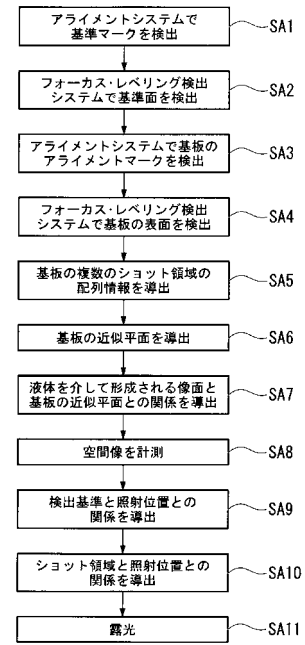 アライメントシステムで
基準マークを検出
SA1
フォーカス・レベリング検出
システムで基準面を検出
SA2
アライメントシステムで基板の
アライメントマークを検出
SA3
フォーカス・レベリング検出
システムで基板の表面を検出
SA4
基板の複数のショット領域の
配列情報を導出
SA5
基板の近似平面を導出
SA6
液体を介して形成される像面と
基板の近似平面との関係を導出
SA7
空間像を計測
SA8
検出基準と照射位置との
関係を導出
SA9
ショット領域と照射位置との
関係を導出
SA10
露光
SA11